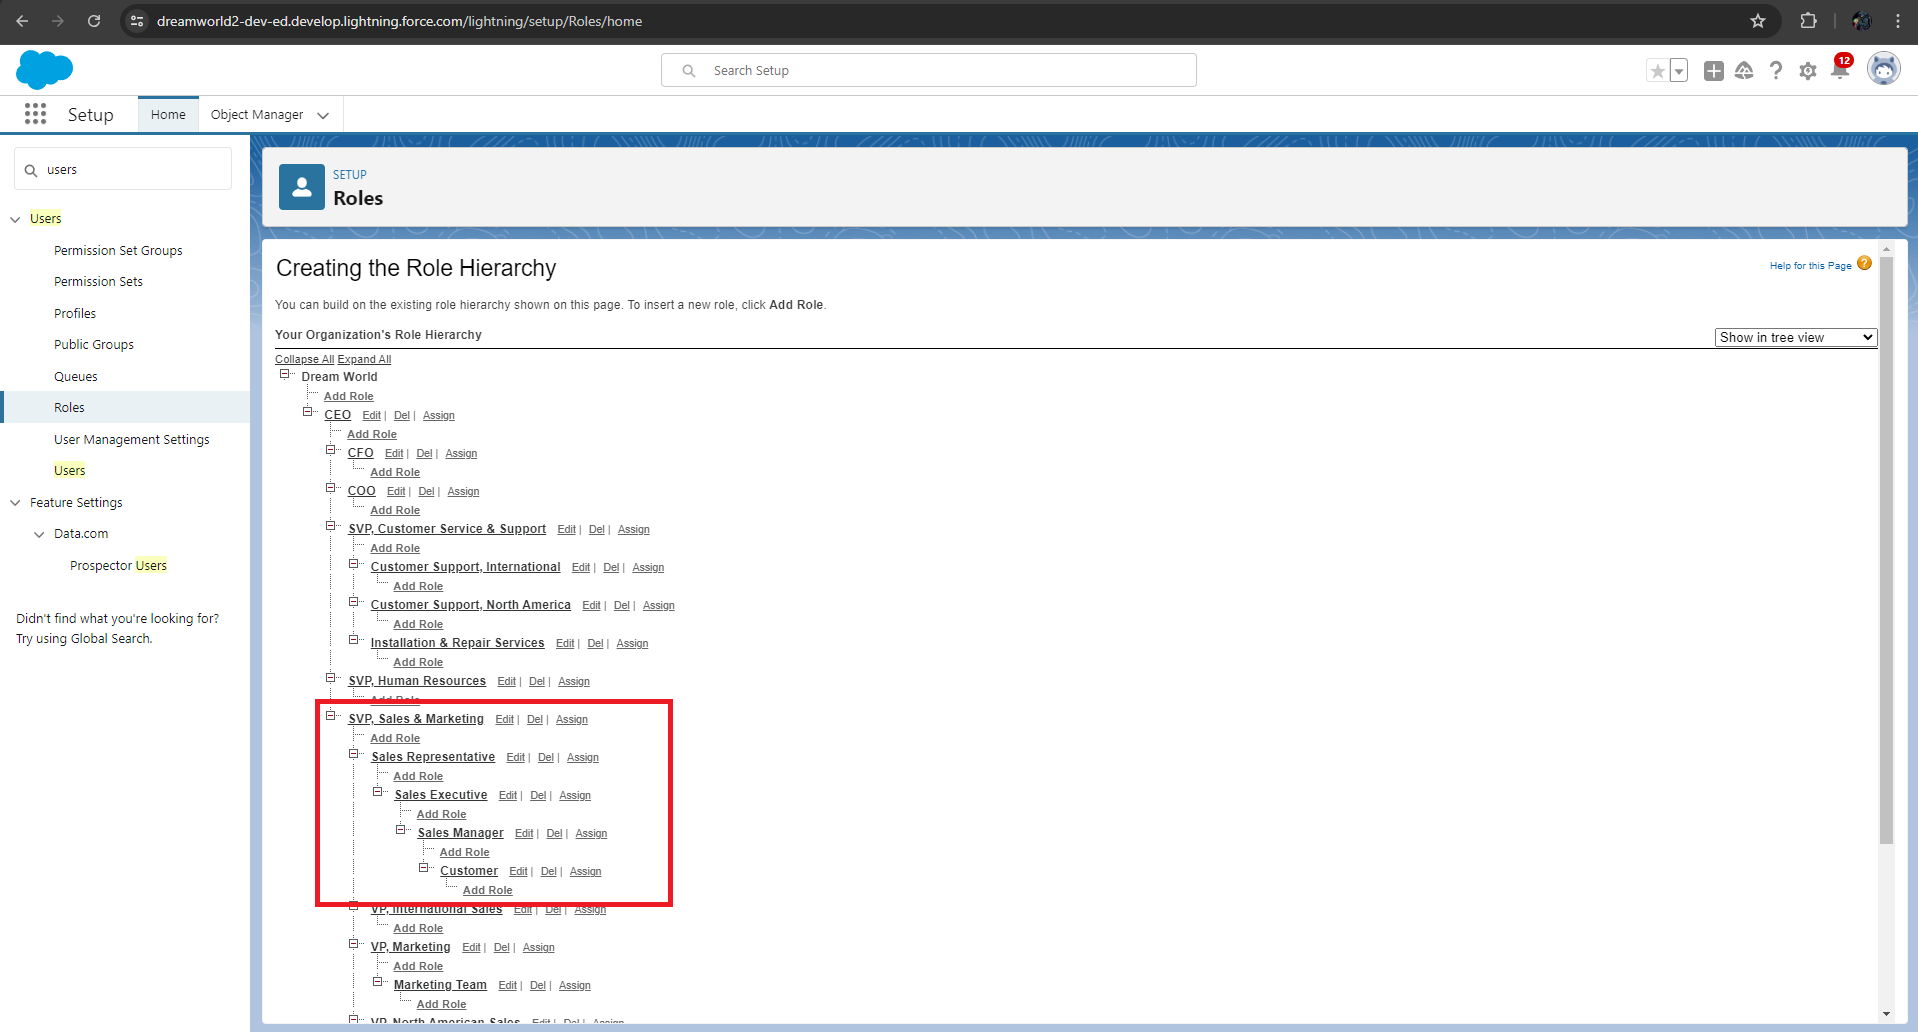 dreamworld2-dev-ed.develop.lightning.force.com/lightning/setup/Roles/home
Search Setup
12
Setup
Home
Object Manager
users
Users
Permission Set Groups
Permission Sets
Profiles
Public Groups
Queues
Roles
User Management Settings
Users
Feature Settings
Data.com
Prospector Users
Didn't find what you're looking for?
Try using Global Search.
SETUP
Roles
Creating the Role Hierarchy
Help for this Page ?
You can build on the existing role hierarchy shown on this page. To insert a new role, click Add Role.
Your Organization's Role Hierarchy
Show in tree view
Collapse All Expand All
Dream World
Add Role
CEO Edit | Del | Assign
Add Role
CFO Edit | Del | Assign
Add Role
COO Edit | Del | Assign
Add Role
SVP, Customer Service & Support Edit | Del | Assign
Add Role
Customer Support, International Edit | Del | Assign
Add Role
Customer Support, North America Edit | Del | Assign
Add Role
Installation & Repair Services Edit | Del | Assign
Add Role
SVP, Human Resources Edit | Del | Assign
Add Role
SVP, Sales & Marketing Edit | Del | Assign
Add Role
Sales Representative Edit | Del | Assign
Add Role
Sales Executive Edit | Del | Assign
Add Role
Sales Manager Edit | Del | Assign
Add Role
Customer Edit | Del | Assign
Add Role
VP, International Sales Edit | Del | Assign
Add Role
VP, Marketing Edit | Del | Assign
Add Role
Marketing Team Edit | Del | Assign
Add Role
VP, North American Sales Edit | Del | Assign